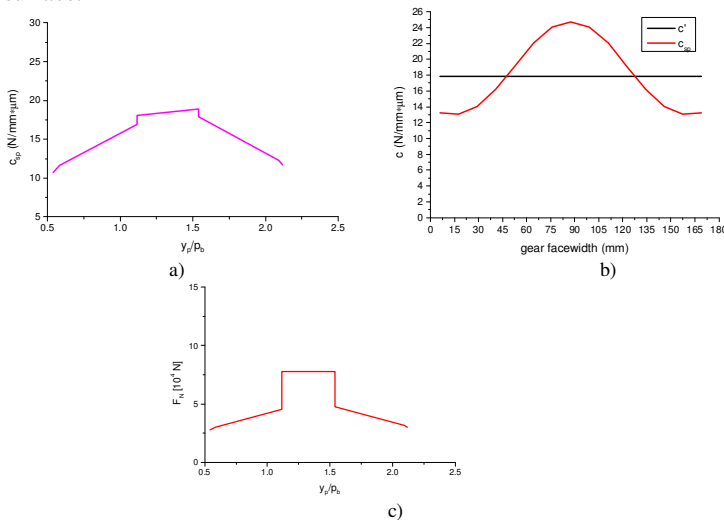 30
25
20
15
10
5
0.5 1.0 1.5 2.0 2.5
c_sp (N/mm*µm)
y_p/p_b
a)
26
24
22
20
18
16
14
12
10
8
6
4
2
0
0 15 30 45 60 75 90 105 120 135 150 165 180
c (N/mm*µm)
gear facewidth (mm)
c'
c_sp
b)
15
10
5
0
0.5 1.0 1.5 2.0 2.5
F_N [10^4 N]
y_p/p_b
c)